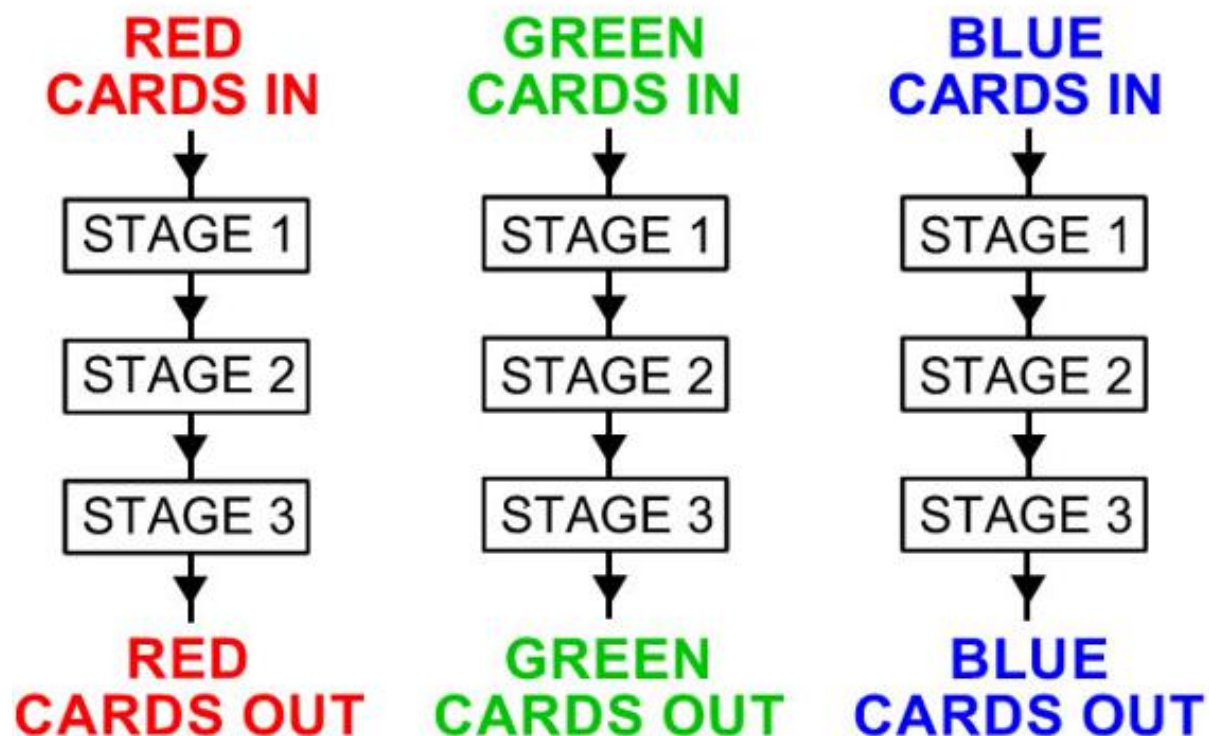 RED
CARDS IN
STAGE 1
STAGE 2
STAGE 3
RED
CARDS OUT
GREEN
CARDS IN
STAGE 1
STAGE 2
STAGE 3
GREEN
CARDS OUT
BLUE
CARDS IN
STAGE 1
STAGE 2
STAGE 3
BLUE
CARDS OUT